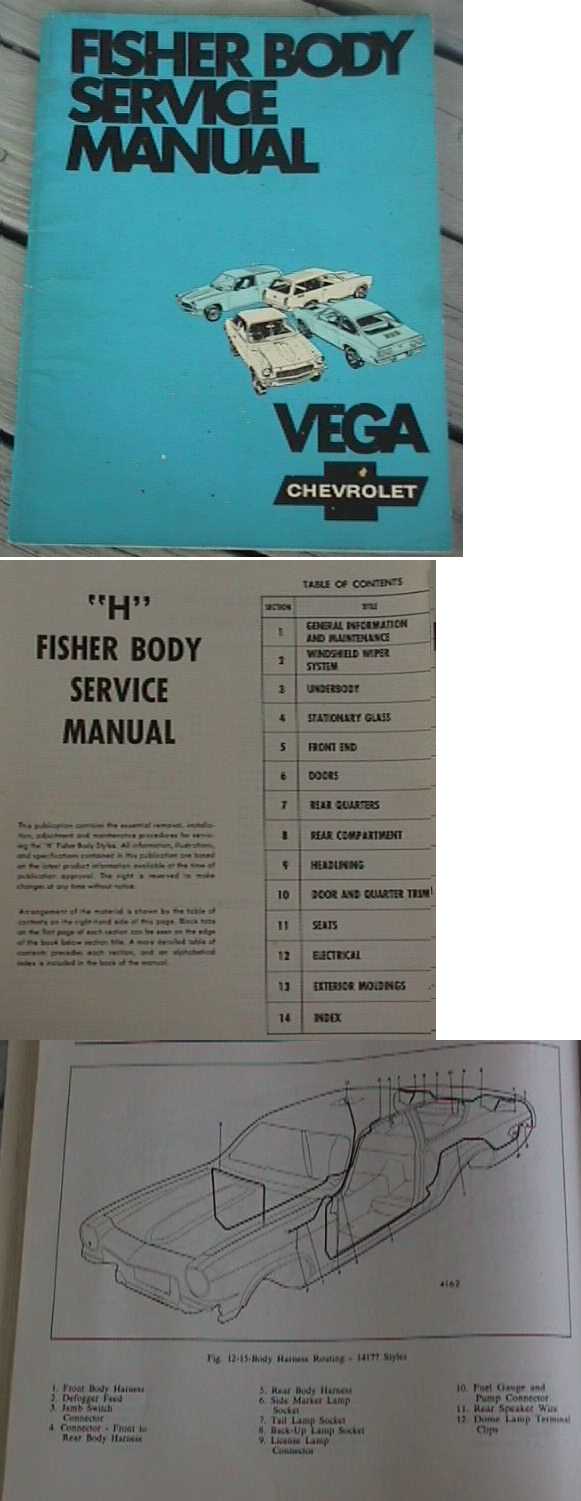 FISHER BODY
SERVICE
MANUAL
VEGA
CHEVROLET
"H"
FISHER BODY
SERVICE
MANUAL
This publication contains the essential removal, installa-
tion, adjustment and maintenance procedures for servic-
ing the "H" Fisher Body Styles. All information, illustrations,
and specifications contained in this publication are based
on the latest product information available at the time of
publication approval. The right is reserved to make
changes at any time without notice.
Arrangement of the material is shown by the table of
contents on the right-hand side of this page. Black tabs
on the first page of each section can be seen on the edge
of the book below section title. A more detailed table of
contents precedes each section, and an alphabetical
index is included in the back of the manual.
TABLE OF CONTENTS
SECTION TITLE
1 GENERAL INFORMATION
AND MAINTENANCE
2 WINDSHIELD WIPER
SYSTEM
3 UNDERBODY
4 STATIONARY GLASS
5 FRONT END
6 DOORS
7 REAR QUARTERS
8 REAR COMPARTMENT
9 HEADLINING
10 DOOR AND QUARTER TRIM
11 SEATS
12 ELECTRICAL
13 EXTERIOR MOLDINGS
14 INDEX
4162
Fig. 12-15-Body Harness Routing - 14177 Styles
1. Front Body Harness
2. Defogger Feed
3. Jamb Switch
Connector
4. Connector - Front to
Rear Body Harness
5. Rear Body Harness
6. Side Marker Lamp
Socket
7. Tail Lamp Socket
8. Back-Up Lamp Socket
9. License Lamp
Connector
10. Fuel Gauge and
Pump Connector
11. Rear Speaker Wire
12. Dome Lamp Terminal
Clips